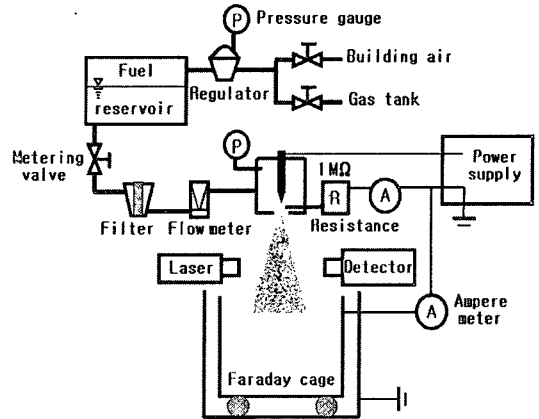 P
Pressure gauge
Building air
Fuel
reservoir
Regulator
Gas tank
P
Metering
valve
1MΩ
R
A
Power
supply
Filter
Flow meter
Resistance
Laser
Detector
A
Ampere
meter
Faraday cage